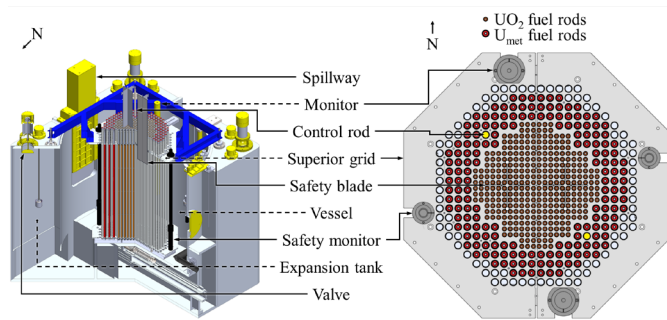 N
N
UO2 fuel rods
Umet fuel rods
Spillway
Monitor
Control rod
Superior grid
Safety blade
Vessel
Safety monitor
Expansion tank
Valve